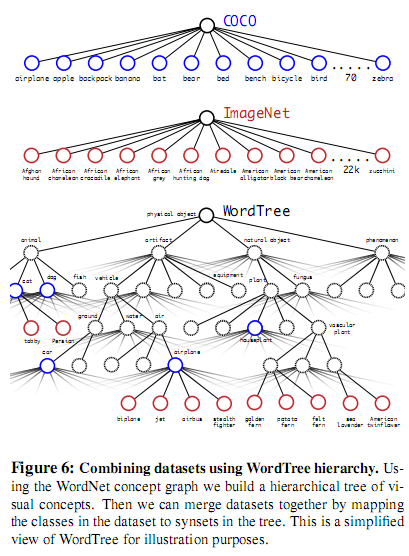 COCO
airplane apple backpack banana bat bear bed bench bicycle bird 70 zebra
ImageNet
Afghan hound
African chameleon
African crocodile
African elephant
African grey
African hunting dog
Airedale
American alligator
American black bear
American chameleon
22k
zucchini
WordTree
physical object
animal artifact natural object phenomenon
cat dog fish vehicle equipment plant fungus
ground water air
tabby Persian houseplant vascular plant
car airplane
biplane jet airbus stealth fighter golden fern potato fern felt fern sea lavender American twinflower
Figure 6: Combining datasets using WordTree hierarchy. Us-
ing the WordNet concept graph we build a hierarchical tree of vi-
sual concepts. Then we can merge datasets together by mapping
the classes in the dataset to synsets in the tree. This is a simplified
view of WordTree for illustration purposes.